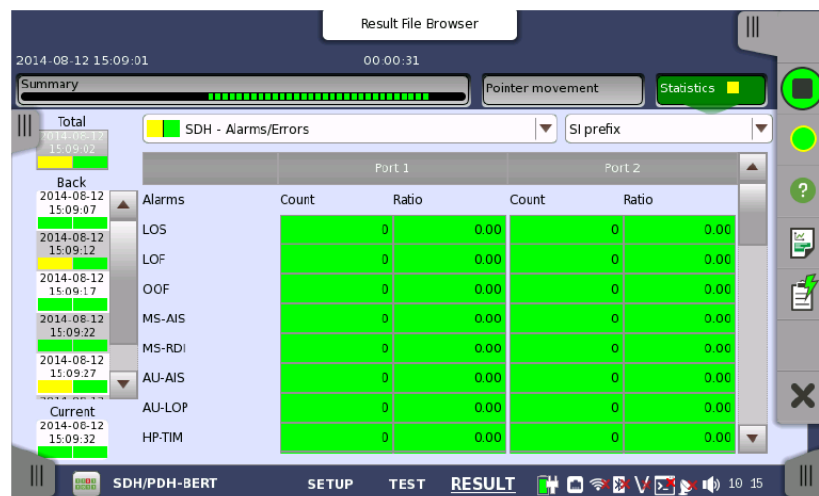 Result File Browser
2014-08-12 15:09:01 00:00:31
Summary Pointer movement Statistics
Total
2014-08-12
15:09:02
SDH - Alarms/Errors SI prefix
Port 1 Port 2
Back
2014-08-12
15:09:07
2014-08-12
15:09:12
2014-08-12
15:09:17
2014-08-12
15:09:22
2014-08-12
15:09:27
Current
2014-08-12
15:09:32
Alarms Count Ratio Count Ratio
LOS 0 0.00 0 0.00
LOF 0 0.00 0 0.00
OOF 0 0.00 0 0.00
MS-AIS 0 0.00 0 0.00
MS-RDI 0 0.00 0 0.00
AU-AIS 0 0.00 0 0.00
AU-LOP 0 0.00 0 0.00
HP-TIM 0 0.00 0 0.00
?
SDH/PDH-BERT SETUP TEST RESULT 10 15